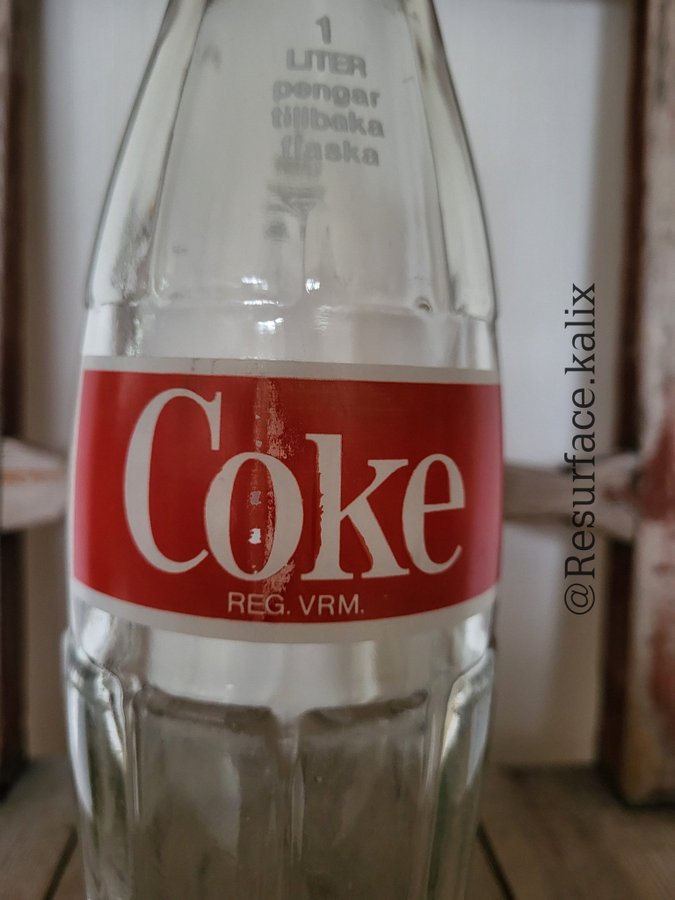 1
LITER
pengar
tillbaka
flaska
Coke
REG. VRM.
@Resurface.kalix